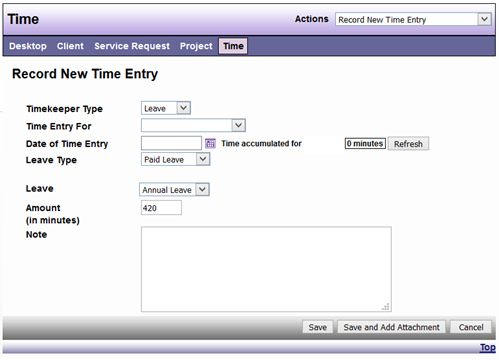 Time Actions Record New Time Entry
Desktop Client Service Request Project Time
Record New Time Entry
Timekeeper Type Leave
Time Entry For
Date of Time Entry Time accumulated for 0 minutes Refresh
Leave Type Paid Leave
Leave Annual Leave
Amount 420
(in minutes)
Note
Save Save and Add Attachment Cancel
Top